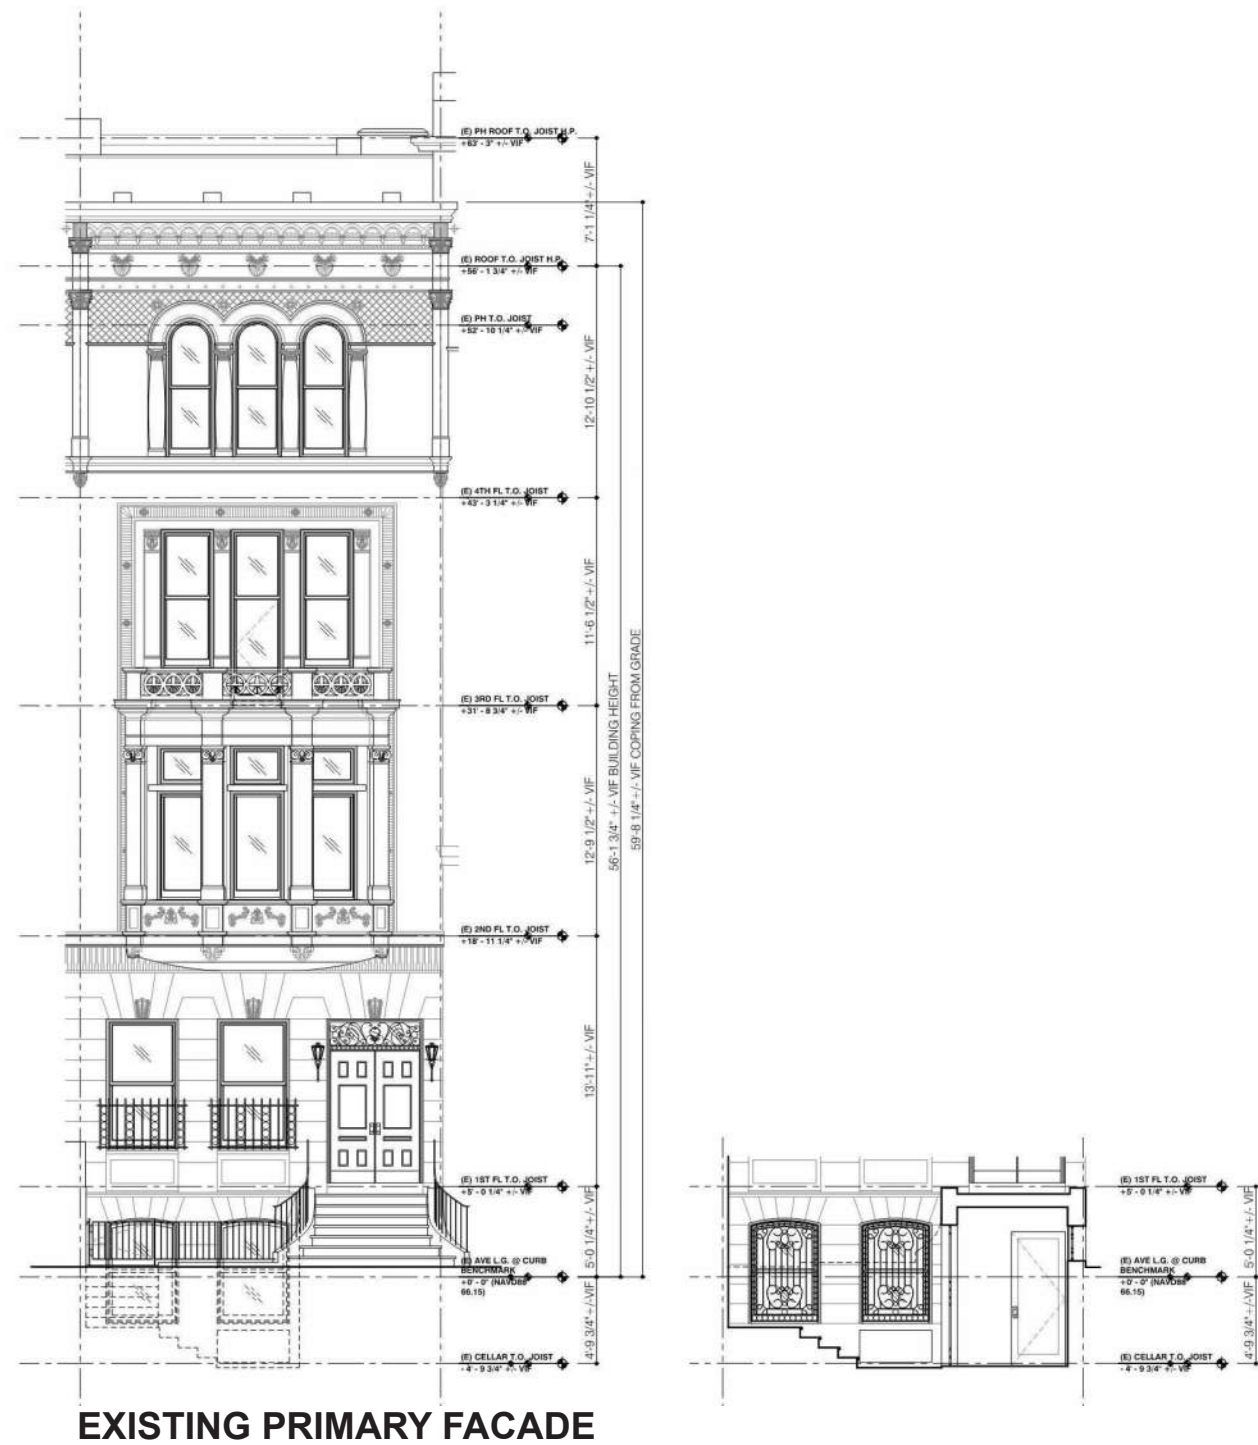 (E) PH ROOF T.O. JOIST H.P.
+63' - 3" +/- VIF
7'-1 1/4"+/- VIF
(E) ROOF T.O. JOIST H.P.
+56' - 1 3/4" +/- VIF
(E) PH T.O. JOIST
+52' - 10 1/4" +/- VIF
12'-10 1/2"+/- VIF
(E) 4TH FL T.O. JOIST
+43' - 3 1/4" +/- VIF
11'-6 1/2"+/- VIF
(E) 3RD FL T.O. JOIST
+31' - 8 3/4" +/- VIF
56'-1 3/4" +/- VIF BUILDING HEIGHT
59'-8 1/4"+/- VIF COPING FROM GRADE
12'-9 1/2"+/- VIF
(E) 2ND FL T.O. JOIST
+18' - 11 1/4" +/- VIF
13'-11"+/- VIF
(E) 1ST FL T.O. JOIST
+5' - 0 1/4" +/- VIF
5'-0 1/4"+/- VIF
(E) AVE L.G. @ CURB
BENCHMARK
+0' - 0" (NAVD88
66.15)
4'-9 3/4"+/-VIF
(E) CELLAR T.O. JOIST
- 4' - 9 3/4" +/- VIF
(E) 1ST FL T.O. JOIST
+5' - 0 1/4" +/- VIF
5'-0 1/4"+/- VIF
(E) AVE L.G. @ CURB
BENCHMARK
+0' - 0" (NAVD88
66.15)
4'-9 3/4"+/-VIF
(E) CELLAR T.O. JOIST
- 4' - 9 3/4" +/- VIF
EXISTING PRIMARY FACADE